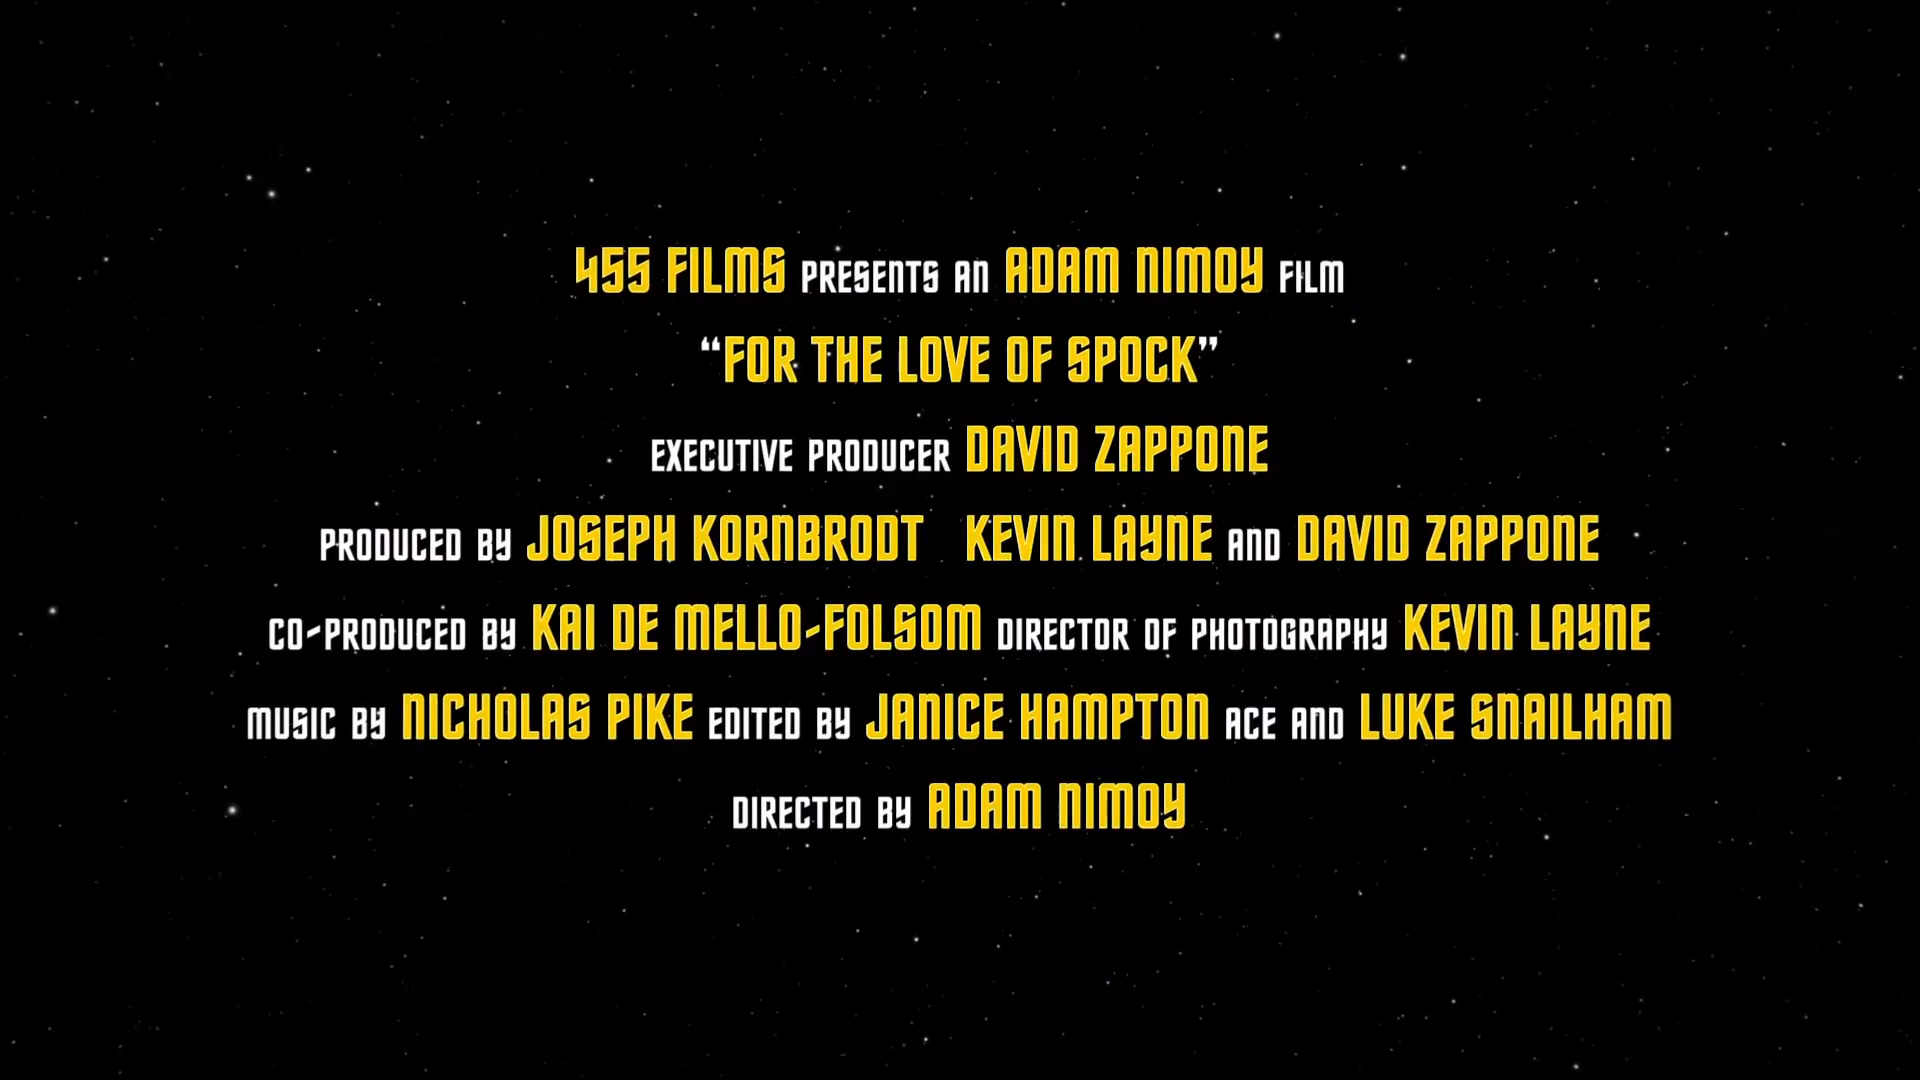 455 FILMS PRESENTS AN ADAM NIMOY FILM
“FOR THE LOVE OF SPOCK”
EXECUTIVE PRODUCER DAVID ZAPPONE
PRODUCED BY JOSEPH KORNBRODT KEVIN LAYNE AND DAVID ZAPPONE
CO-PRODUCED BY KAI DE MELLO-FOLSOM DIRECTOR OF PHOTOGRAPHY KEVIN LAYNE
MUSIC BY NICHOLAS PIKE EDITED BY JANICE HAMPTON ACE AND LUKE SNAILHAM
DIRECTED BY ADAM NIMOY